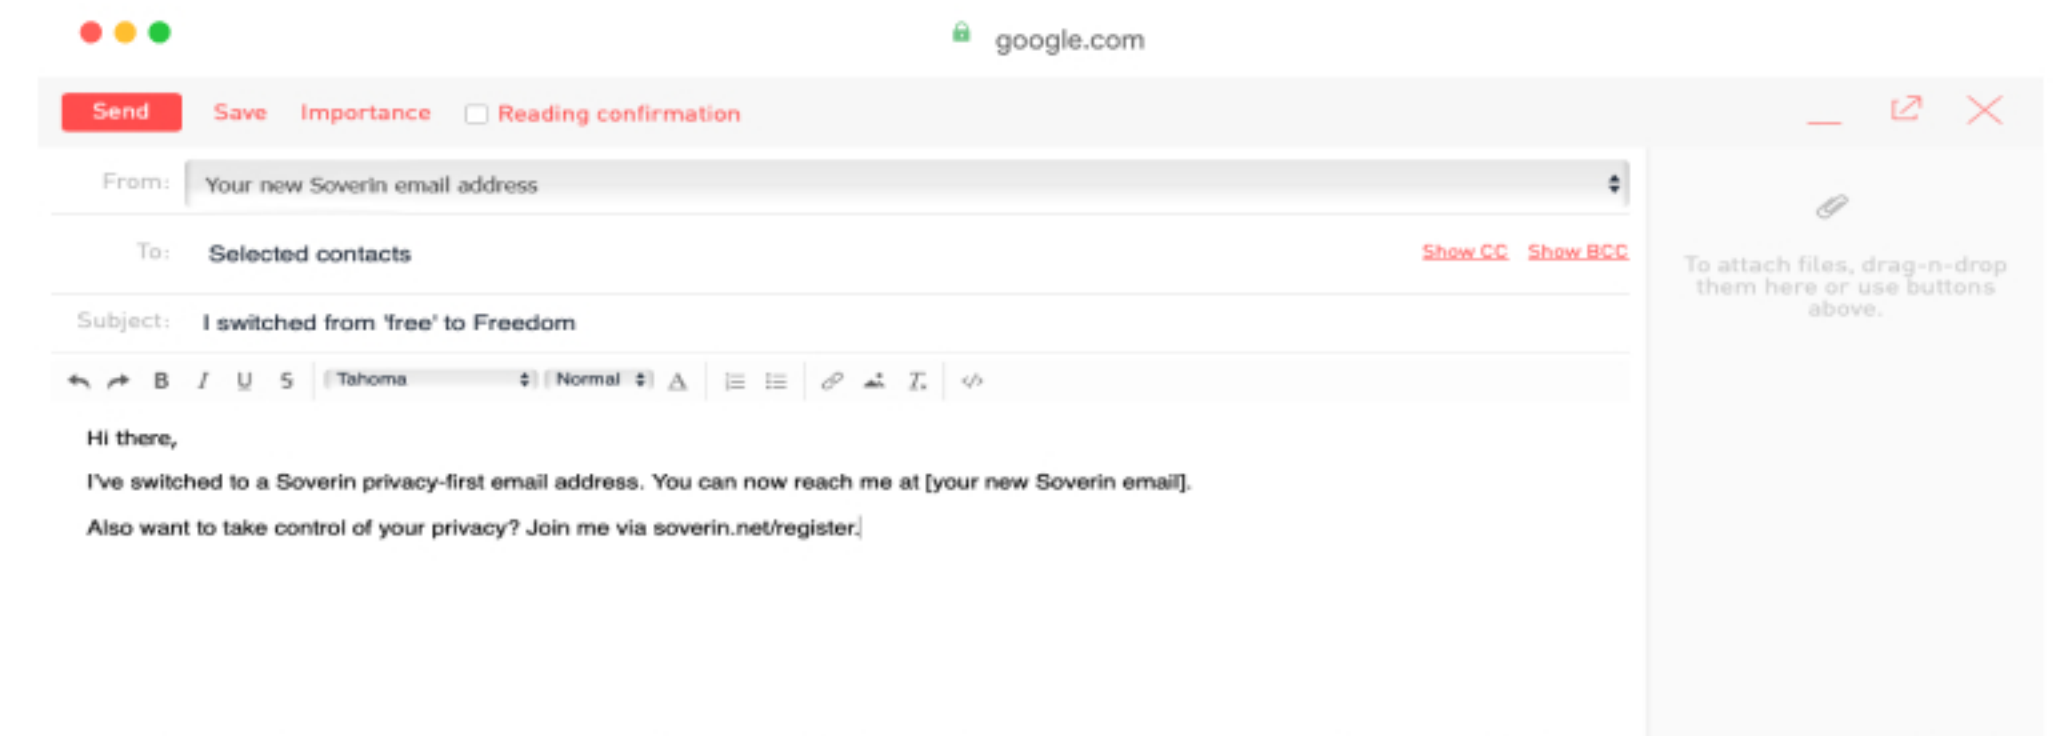 google.com
Send Save Importance Reading confirmation
From: Your new Soverin email address
To: Selected contacts Show CC Show BCC
Subject: I switched from 'free' to Freedom
B I U S Tahoma Normal A
Hi there,
I've switched to a Soverin privacy-first email address. You can now reach me at [your new Soverin email].
Also want to take control of your privacy? Join me via soverin.net/register.
To attach files, drag-n-drop
them here or use buttons
above.